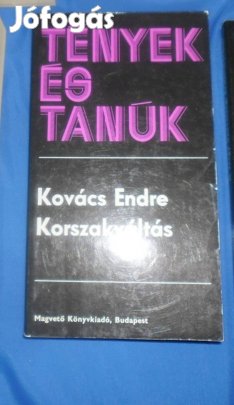 Jófogás
TÉNYEK
ÉS
TANÚK
Kovács Endre
Korszakváltás
Magvető Könyvkiadó, Budapest